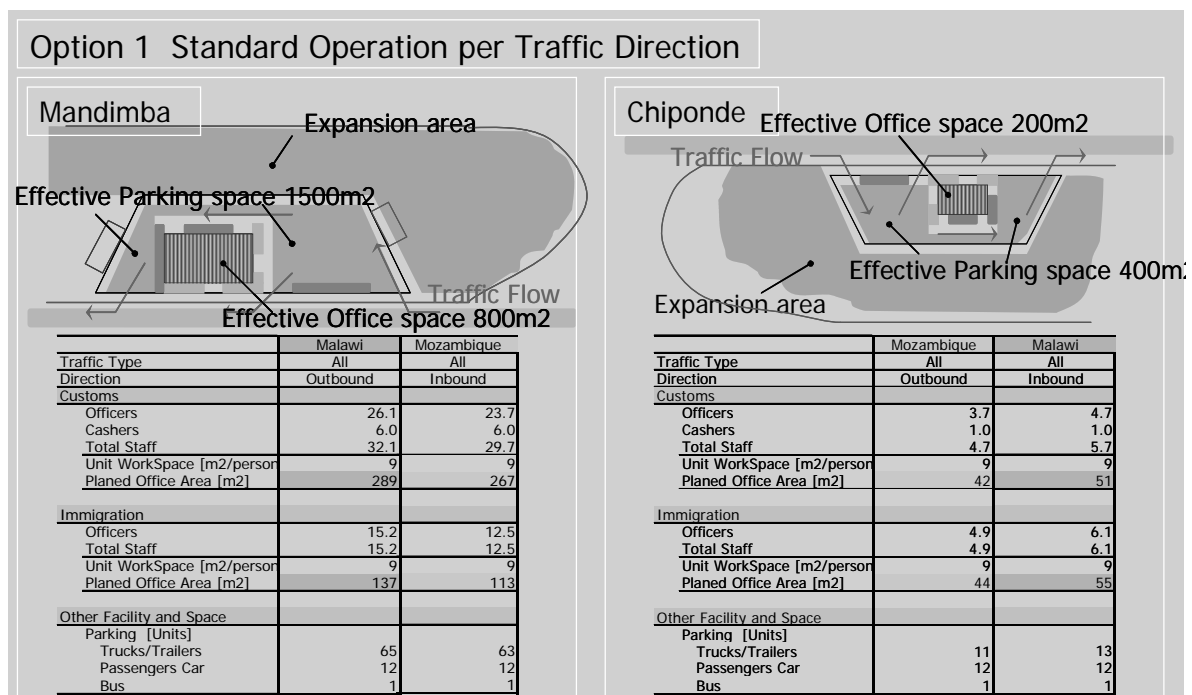 Option 1 Standard Operation per Traffic Direction
Mandimba
Expansion area
Effective Parking space 1500m2
Traffic Flow
Effective Office space 800m2
Malawi Mozambique
Traffic Type All All
Direction Outbound Inbound
Customs
Officers 26.1 23.7
Cashers 6.0 6.0
Total Staff 32.1 29.7
Unit WorkSpace [m2/person 9 9
Planed Office Area [m2] 289 267
Immigration
Officers 15.2 12.5
Total Staff 15.2 12.5
Unit WorkSpace [m2/person 9 9
Planed Office Area [m2] 137 113
Other Facility and Space
Parking [Units]
Trucks/Trailers 65 63
Passengers Car 12 12
Bus 1 1
Chiponde
Effective Office space 200m2
Traffic Flow
Effective Parking space 400m2
Expansion area
Mozambique Malawi
Traffic Type All All
Direction Outbound Inbound
Customs
Officers 3.7 4.7
Cashers 1.0 1.0
Total Staff 4.7 5.7
Unit WorkSpace [m2/person 9 9
Planed Office Area [m2] 42 51
Immigration
Officers 4.9 6.1
Total Staff 4.9 6.1
Unit WorkSpace [m2/person 9 9
Planed Office Area [m2] 44 55
Other Facility and Space
Parking [Units]
Trucks/Trailers 11 13
Passengers Car 12 12
Bus 1 1